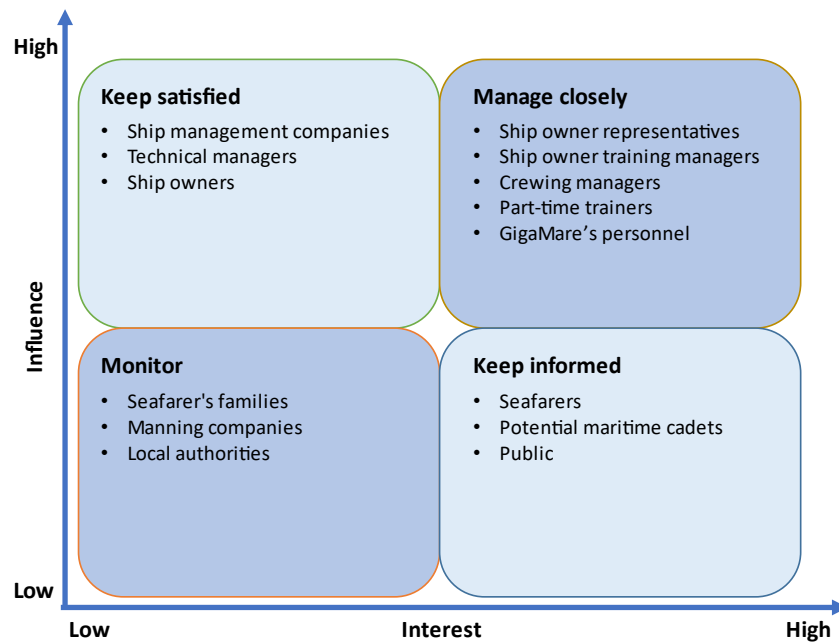 High
Keep satisfied
• Ship management companies
• Technical managers
• Ship owners
Manage closely
• Ship owner representatives
• Ship owner training managers
• Crewing managers
• Part-time trainers
• GigaMare’s personnel
Influence
Monitor
• Seafarer's families
• Manning companies
• Local authorities
Keep informed
• Seafarers
• Potential maritime cadets
• Public
Low
Low
Interest
High